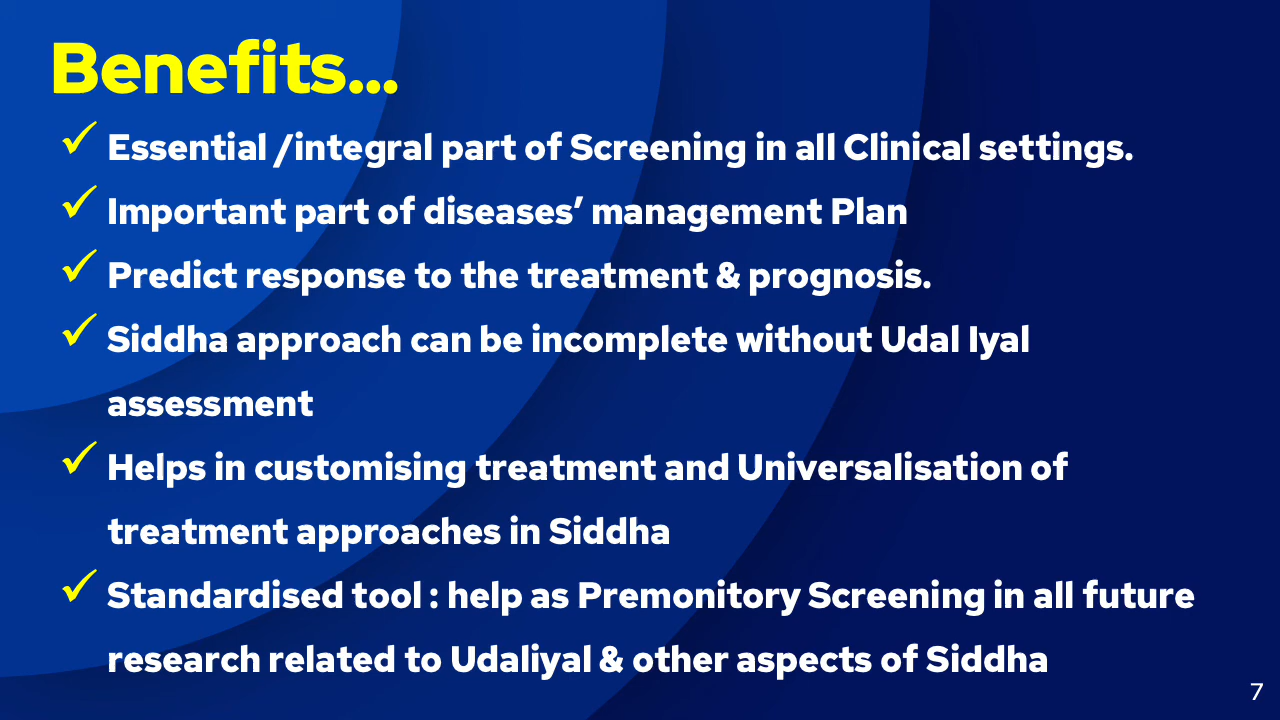 Benefits...
✓ Essential /integral part of Screening in all Clinical settings.
✓ Important part of diseases’ management Plan
✓ Predict response to the treatment & prognosis.
✓ Siddha approach can be incomplete without Udal Iyal
assessment
✓ Helps in customising treatment and Universalisation of
treatment approaches in Siddha
✓ Standardised tool : help as Premonitory Screening in all future
research related to Udaliyal & other aspects of Siddha
7